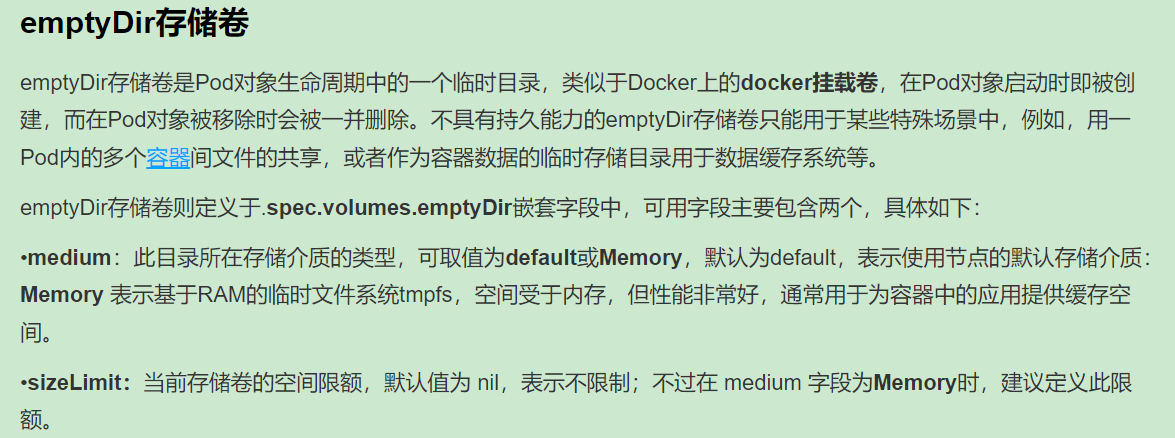 emptyDir存储卷
emptyDir存储卷是Pod对象生命周期中的一个临时目录，类似于Docker上的docker挂载卷，在Pod对象启动时即被创
建，而在Pod对象被移除时会被一并删除。不具有持久能力的emptyDir存储卷只能用于某些特殊场景中，例如，用一
Pod内的多个容器间文件的共享，或者作为容器数据的临时存储目录用于数据缓存系统等。
emptyDir存储卷则定义于.spec.volumes.emptyDir嵌套字段中，可用字段主要包含两个，具体如下：
•medium：此目录所在存储介质的类型，可取值为default或Memory，默认为default，表示使用节点的默认存储介质：
Memory 表示基于RAM的临时文件系统tmpfs，空间受于内存，但性能非常好，通常用于为容器中的应用提供缓存空
间。
•sizeLimit：当前存储卷的空间限额，默认值为 nil，表示不限制；不过在 medium 字段为Memory时，建议定义此限
额。